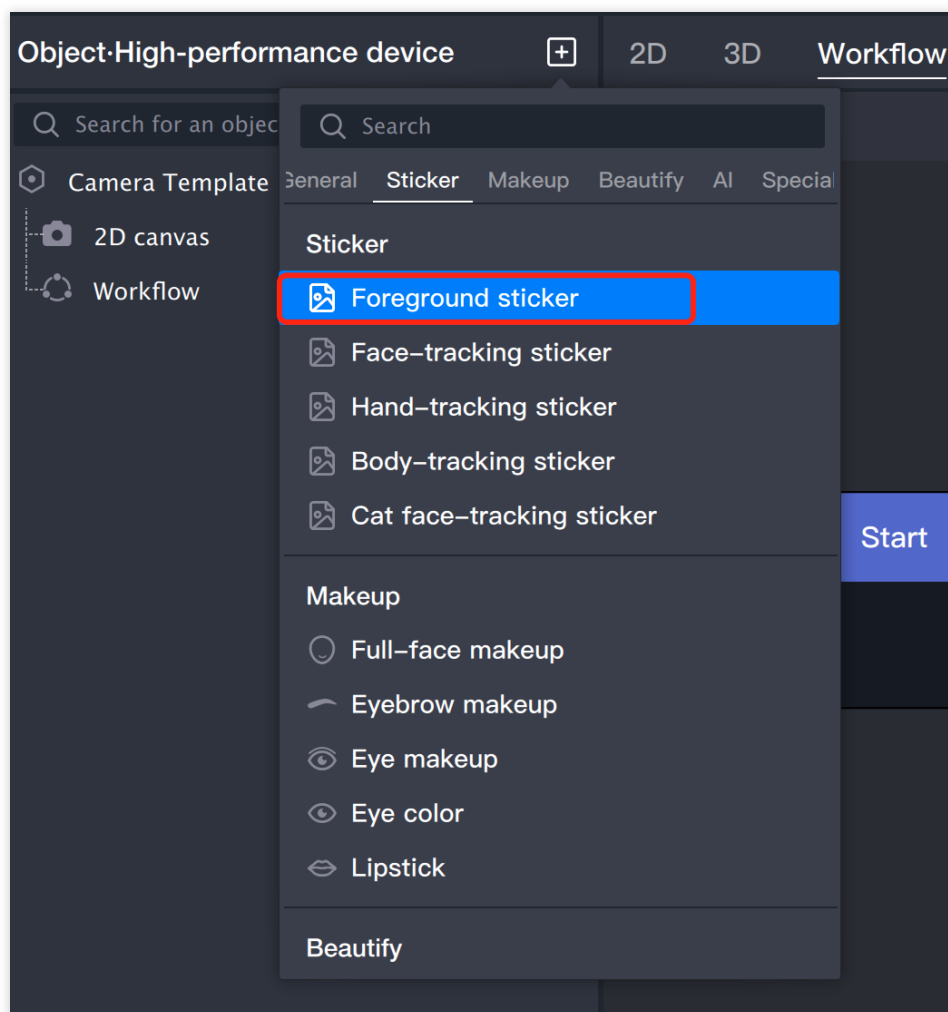 Object·High-performance device
2D 3D Workflow
Search for an objec
Search
Camera Template
General Sticker Makeup Beautify AI Special
2D canvas
Sticker
Workflow
Foreground sticker
Face-tracking sticker
Hand-tracking sticker
Body-tracking sticker
Cat face-tracking sticker
Start
Makeup
Full-face makeup
Eyebrow makeup
Eye makeup
Eye color
Lipstick
Beautify